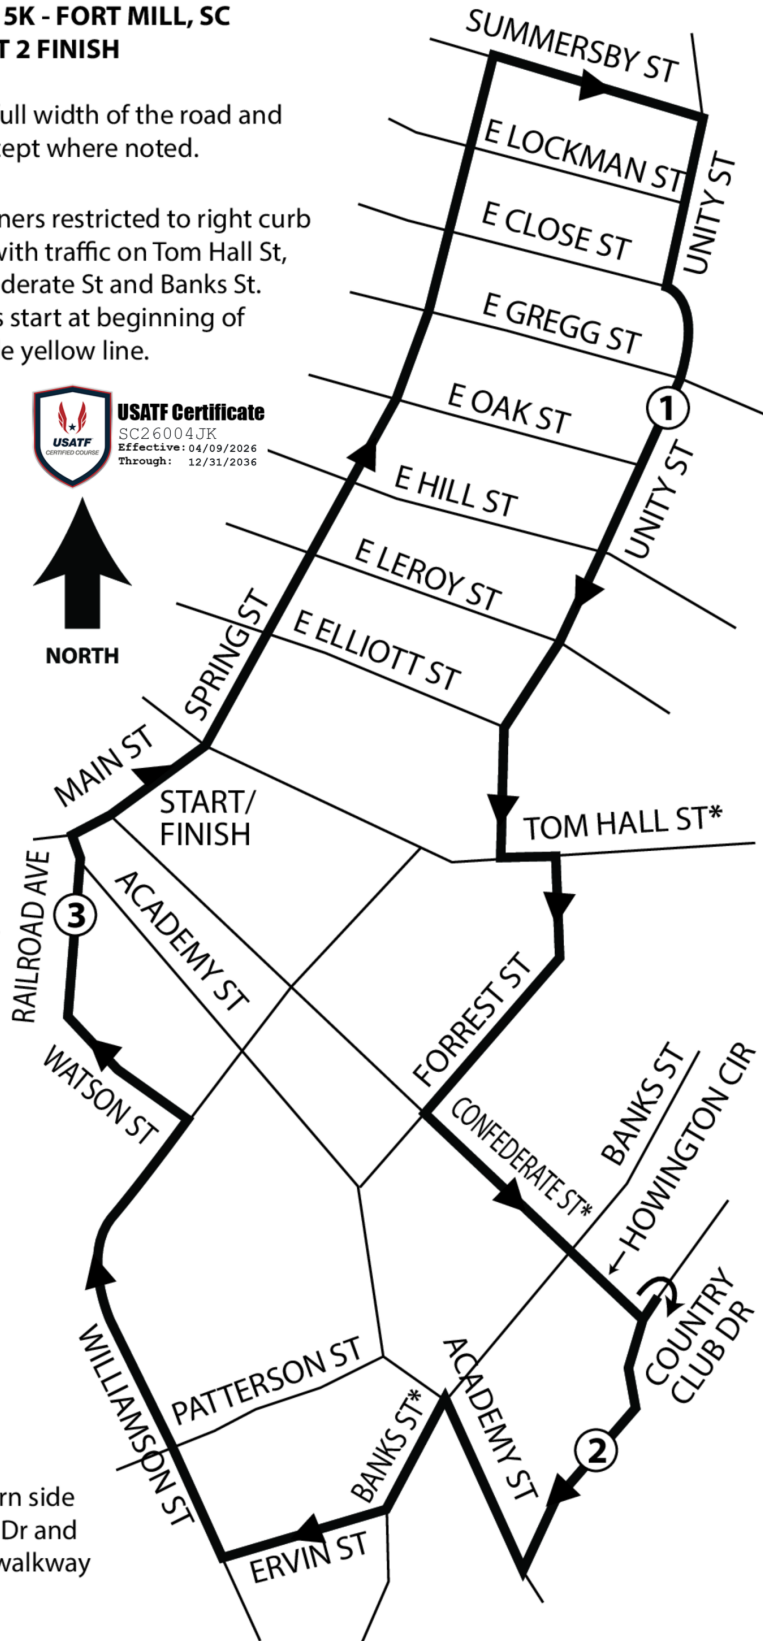 5K - FORT MILL, SC
T 2 FINISH
ull width of the road and
cept where noted.
ners restricted to right curb
with traffic on Tom Hall St,
derate St and Banks St.
s start at beginning of
e yellow line.
USATF
CERTIFIED COURSE
USATF Certificate
SC26004JK
Effective: 04/09/2026
Through: 12/31/2036
NORTH
SUMMERSBY ST
E LOCKMAN ST
UNITY ST
E CLOSE ST
E GREGG ST
1
E OAK ST
UNITY ST
E HILL ST
E LEROY ST
SPRING ST
E ELLIOTT ST
MAIN ST
START/
FINISH
TOM HALL ST*
RAILROAD AVE
3
ACADEMY ST
FORREST ST
WATSON ST
CONFEDERATE ST*
BANKS ST
HOWINGTON CIR
COUNTRY
CLUB DR
WILLIAMSON ST
PATTERSON ST
BANKS ST*
ACADEMY ST
2
ERVIN ST
rn side
Dr and
walkway